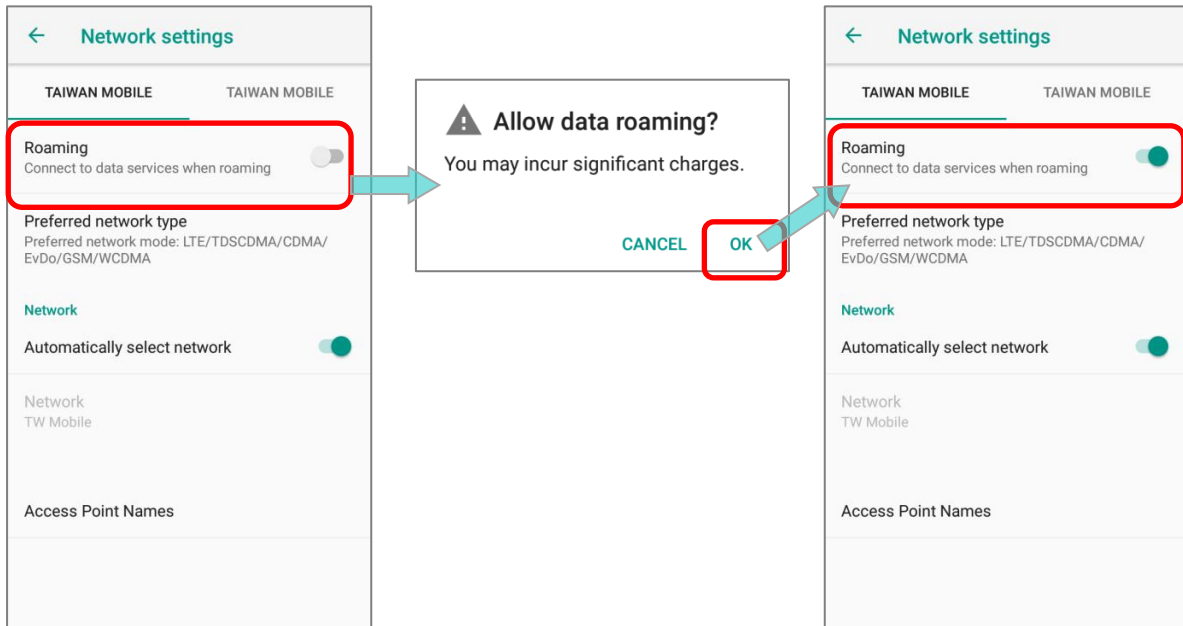 Network settings
TAIWAN MOBILE
TAIWAN MOBILE
Roaming
Connect to data services when roaming
Preferred network type
Preferred network mode: LTE/TDSCDMA/CDMA/
EvDo/GSM/WCDMA
Network
Automatically select network
Network
TW Mobile
Access Point Names
Allow data roaming?
You may incur significant charges.
CANCEL
OK
Network settings
TAIWAN MOBILE
TAIWAN MOBILE
Roaming
Connect to data services when roaming
Preferred network type
Preferred network mode: LTE/TDSCDMA/CDMA/
EvDo/GSM/WCDMA
Network
Automatically select network
Network
TW Mobile
Access Point Names